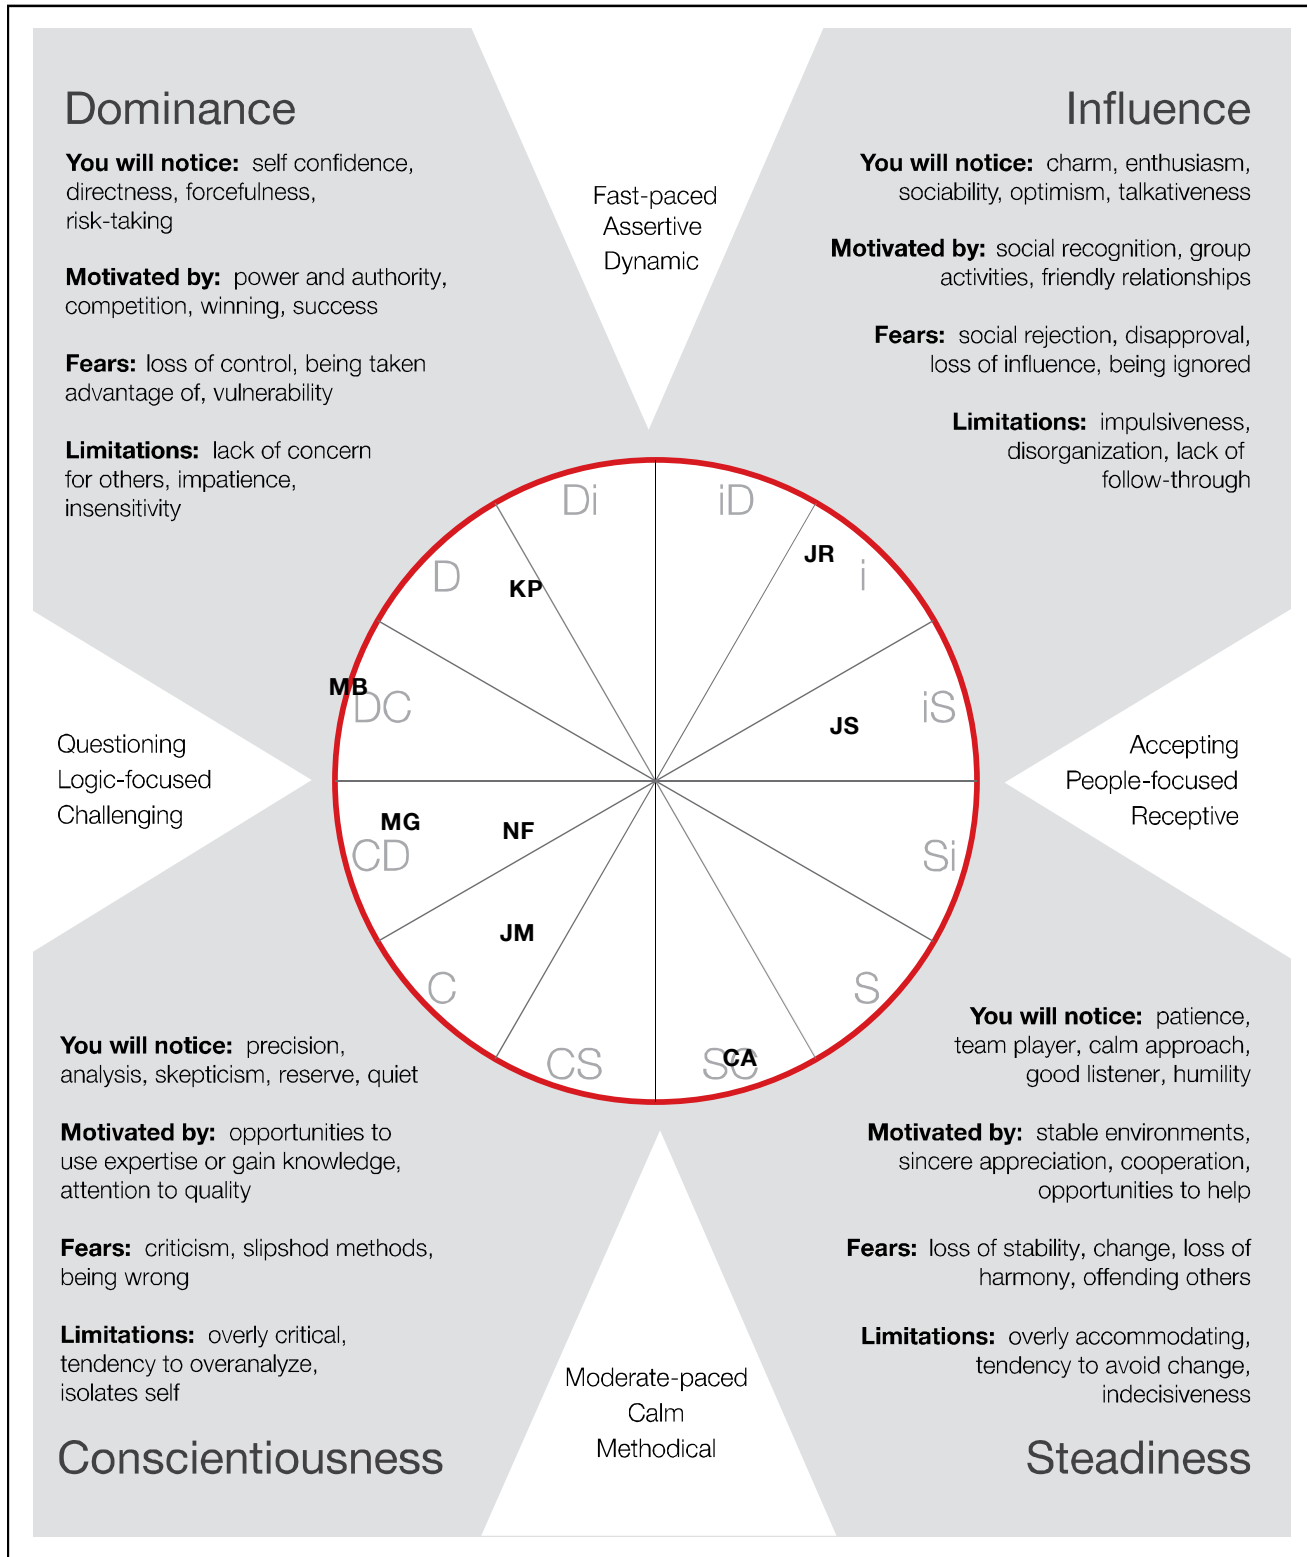 Dominance
You will notice: self confidence,
directness, forcefulness,
risk-taking
Motivated by: power and authority,
competition, winning, success
Fears: loss of control, being taken
advantage of, vulnerability
Limitations: lack of concern
for others, impatience,
insensitivity
Fast-paced
Assertive
Dynamic
Influence
You will notice: charm, enthusiasm,
sociability, optimism, talkativeness
Motivated by: social recognition, group
activities, friendly relationships
Fears: social rejection, disapproval,
loss of influence, being ignored
Limitations: impulsiveness,
disorganization, lack of
follow-through
Di
iD
JR
D
i
KP
MB
DC
iS
JS
Questioning
Logic-focused
Challenging
Accepting
People-focused
Receptive
MG
NF
CD
Si
JM
C
S
CS
SC
CA
You will notice: precision,
analysis, skepticism, reserve, quiet
Motivated by: opportunities to
use expertise or gain knowledge,
attention to quality
Fears: criticism, slipshod methods,
being wrong
Limitations: overly critical,
tendency to overanalyze,
isolates self
Conscientiousness
Moderate-paced
Calm
Methodical
You will notice: patience,
team player, calm approach,
good listener, humility
Motivated by: stable environments,
sincere appreciation, cooperation,
opportunities to help
Fears: loss of stability, change, loss of
harmony, offending others
Limitations: overly accommodating,
tendency to avoid change,
indecisiveness
Steadiness